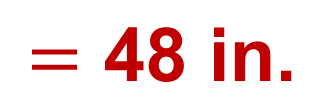 = 48 in.